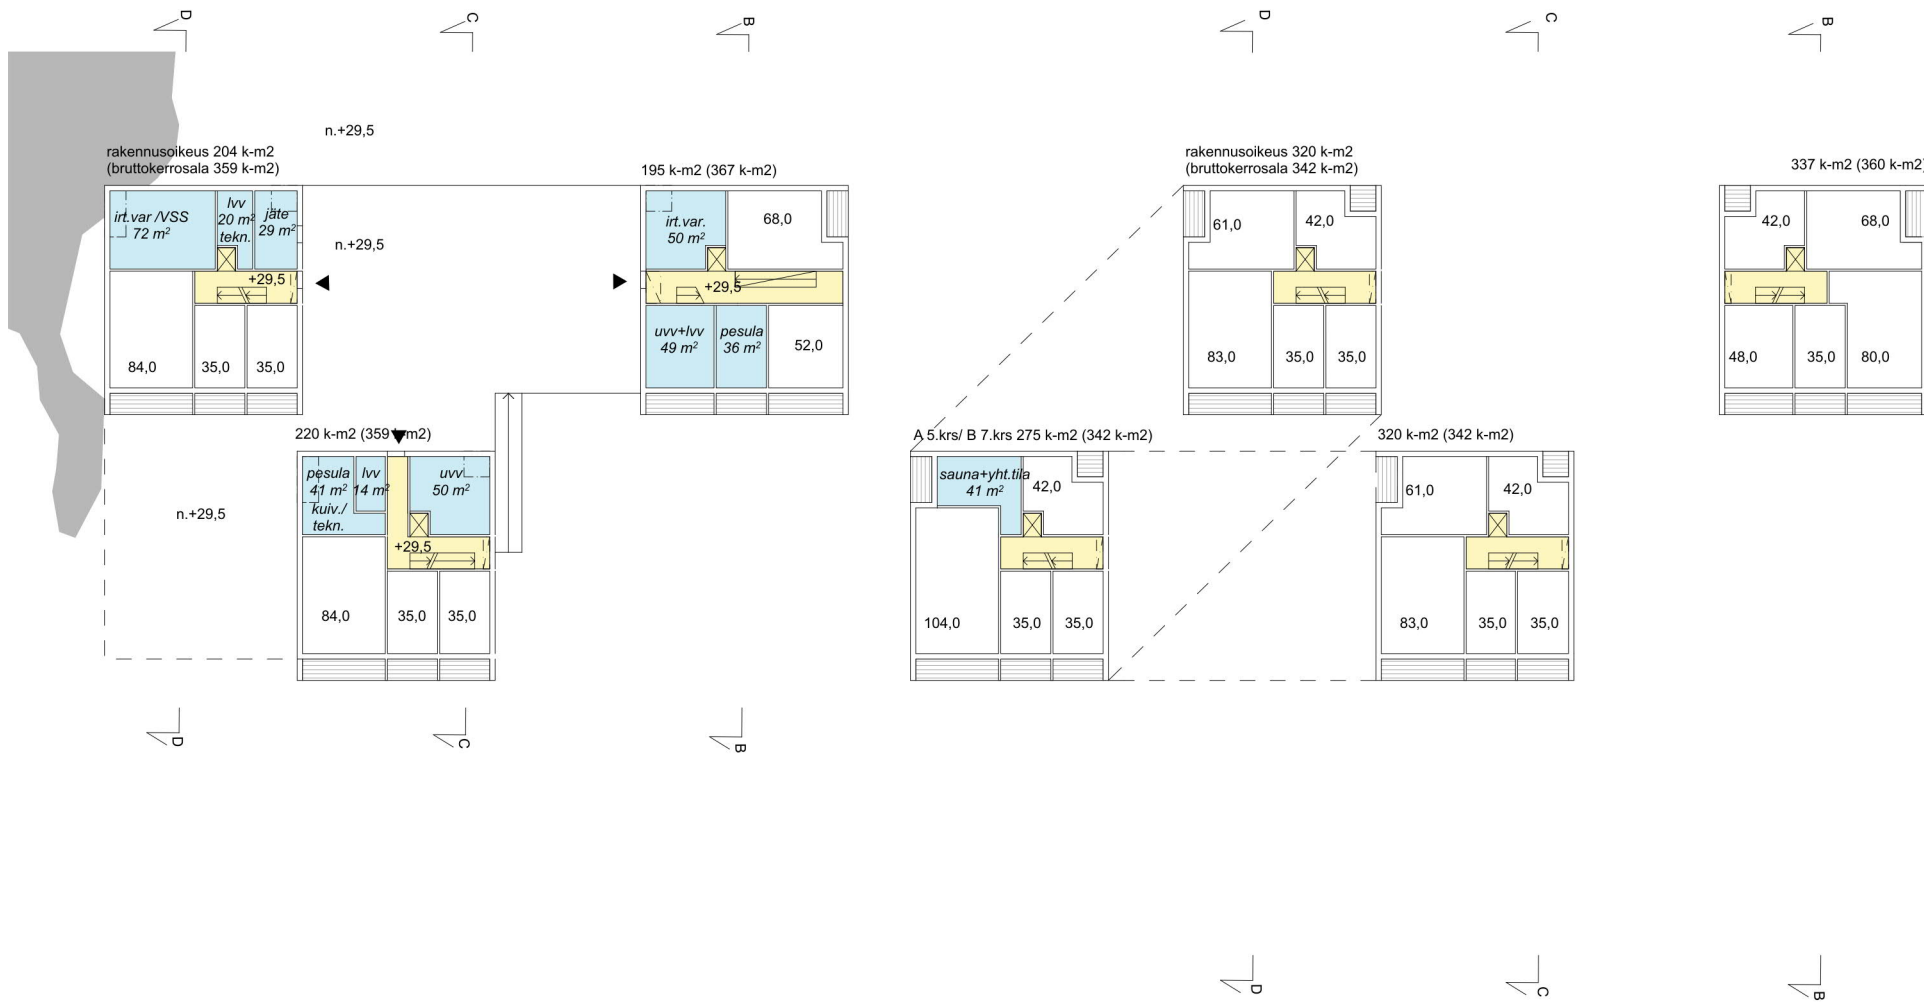 D
C
B
D
C
B
n.+29,5
rakennusoikeus 204 k-m2
(bruttokerrosala 359 k-m2)
irt.var /VSS
72 m²
lvv
20 m²
tekn.
jäte
29 m²
+29,5
84,0
35,0
35,0
n.+29,5
195 k-m2 (367 k-m2)
irt.var.
50 m²
68,0
+29,5
uvv+lvv
49 m²
pesula
36 m²
52,0
n.+29,5
220 k-m2 (359 k-m2)
pesula
41 m²
kuiv./
tekn.
lvv
14 m²
uvv
50 m²
+29,5
84,0
35,0
35,0
rakennusoikeus 320 k-m2
(bruttokerrosala 342 k-m2)
61,0
42,0
83,0
35,0
35,0
337 k-m2 (360 k-m2)
42,0
68,0
48,0
35,0
80,0
A 5.krs/ B 7.krs 275 k-m2 (342 k-m2)
sauna+yht.tila
41 m²
42,0
104,0
35,0
35,0
320 k-m2 (342 k-m2)
61,0
42,0
83,0
35,0
35,0
D
C
B
D
C
B